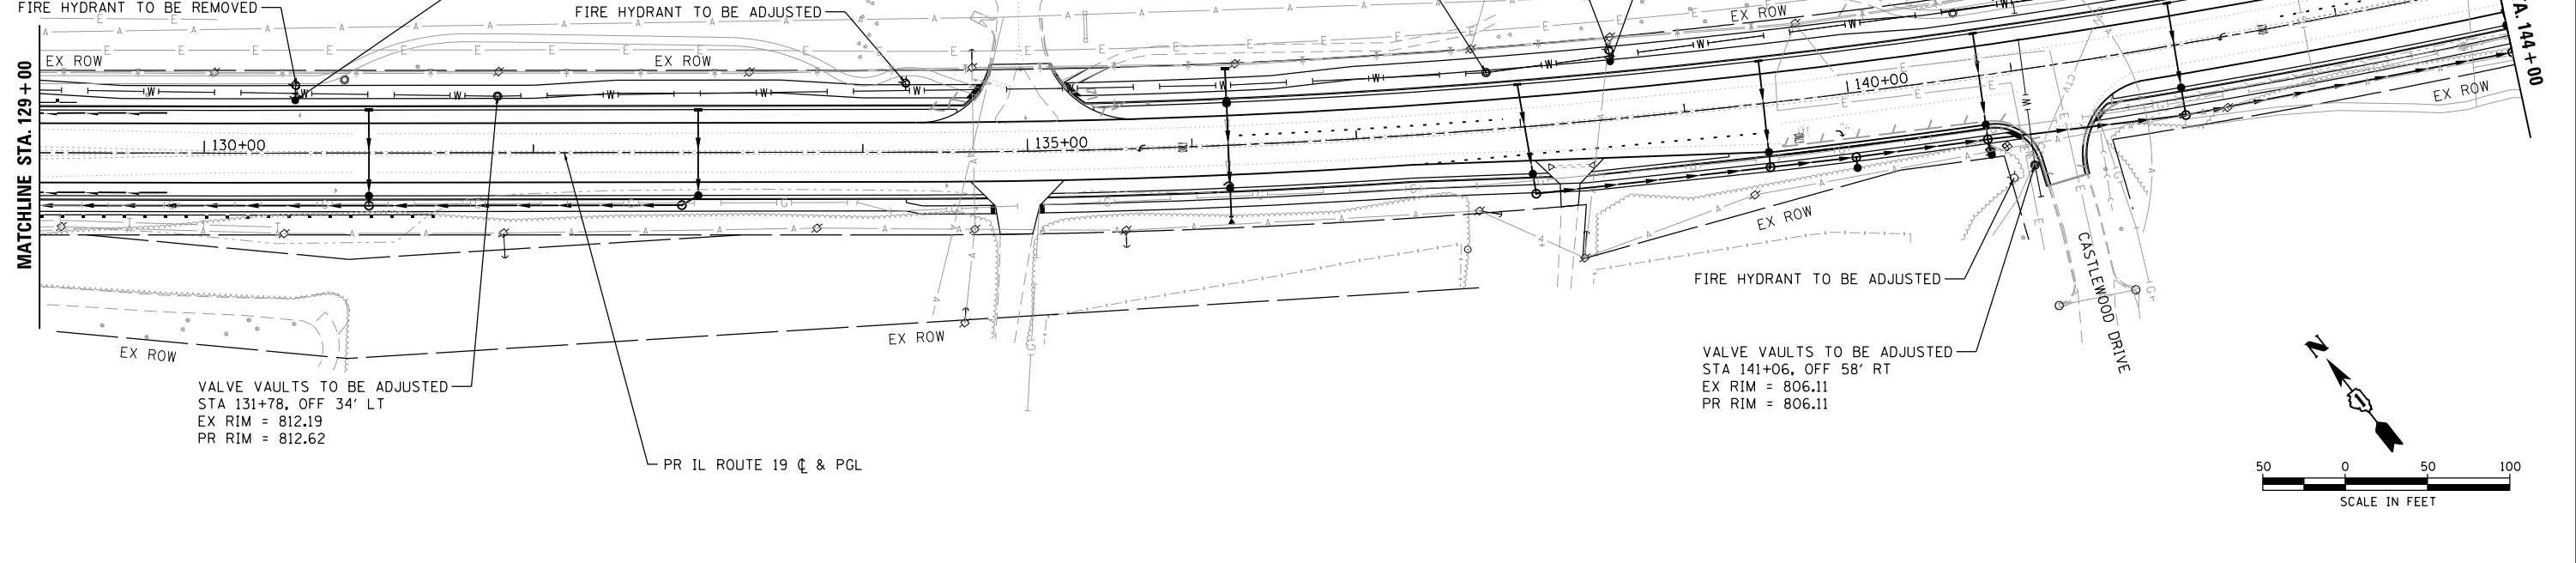 FIRE HYDRANT TO BE REMOVED
FIRE HYDRANT TO BE ADJUSTED
EX ROW
EX ROW
EX ROW
MATCHLINE STA. 129+00
130+00
135+00
140+00
TA. 144+00
EX ROW
EX ROW
EX ROW
EX ROW
CASTLEWOOD DRIVE
FIRE HYDRANT TO BE ADJUSTED
VALVE VAULTS TO BE ADJUSTED
STA 131+78, OFF 34' LT
EX RIM = 812.19
PR RIM = 812.62
PR IL ROUTE 19 ℄ & PGL
VALVE VAULTS TO BE ADJUSTED
STA 141+06, OFF 58' RT
EX RIM = 806.11
PR RIM = 806.11
N
50 0 50 100
SCALE IN FEET